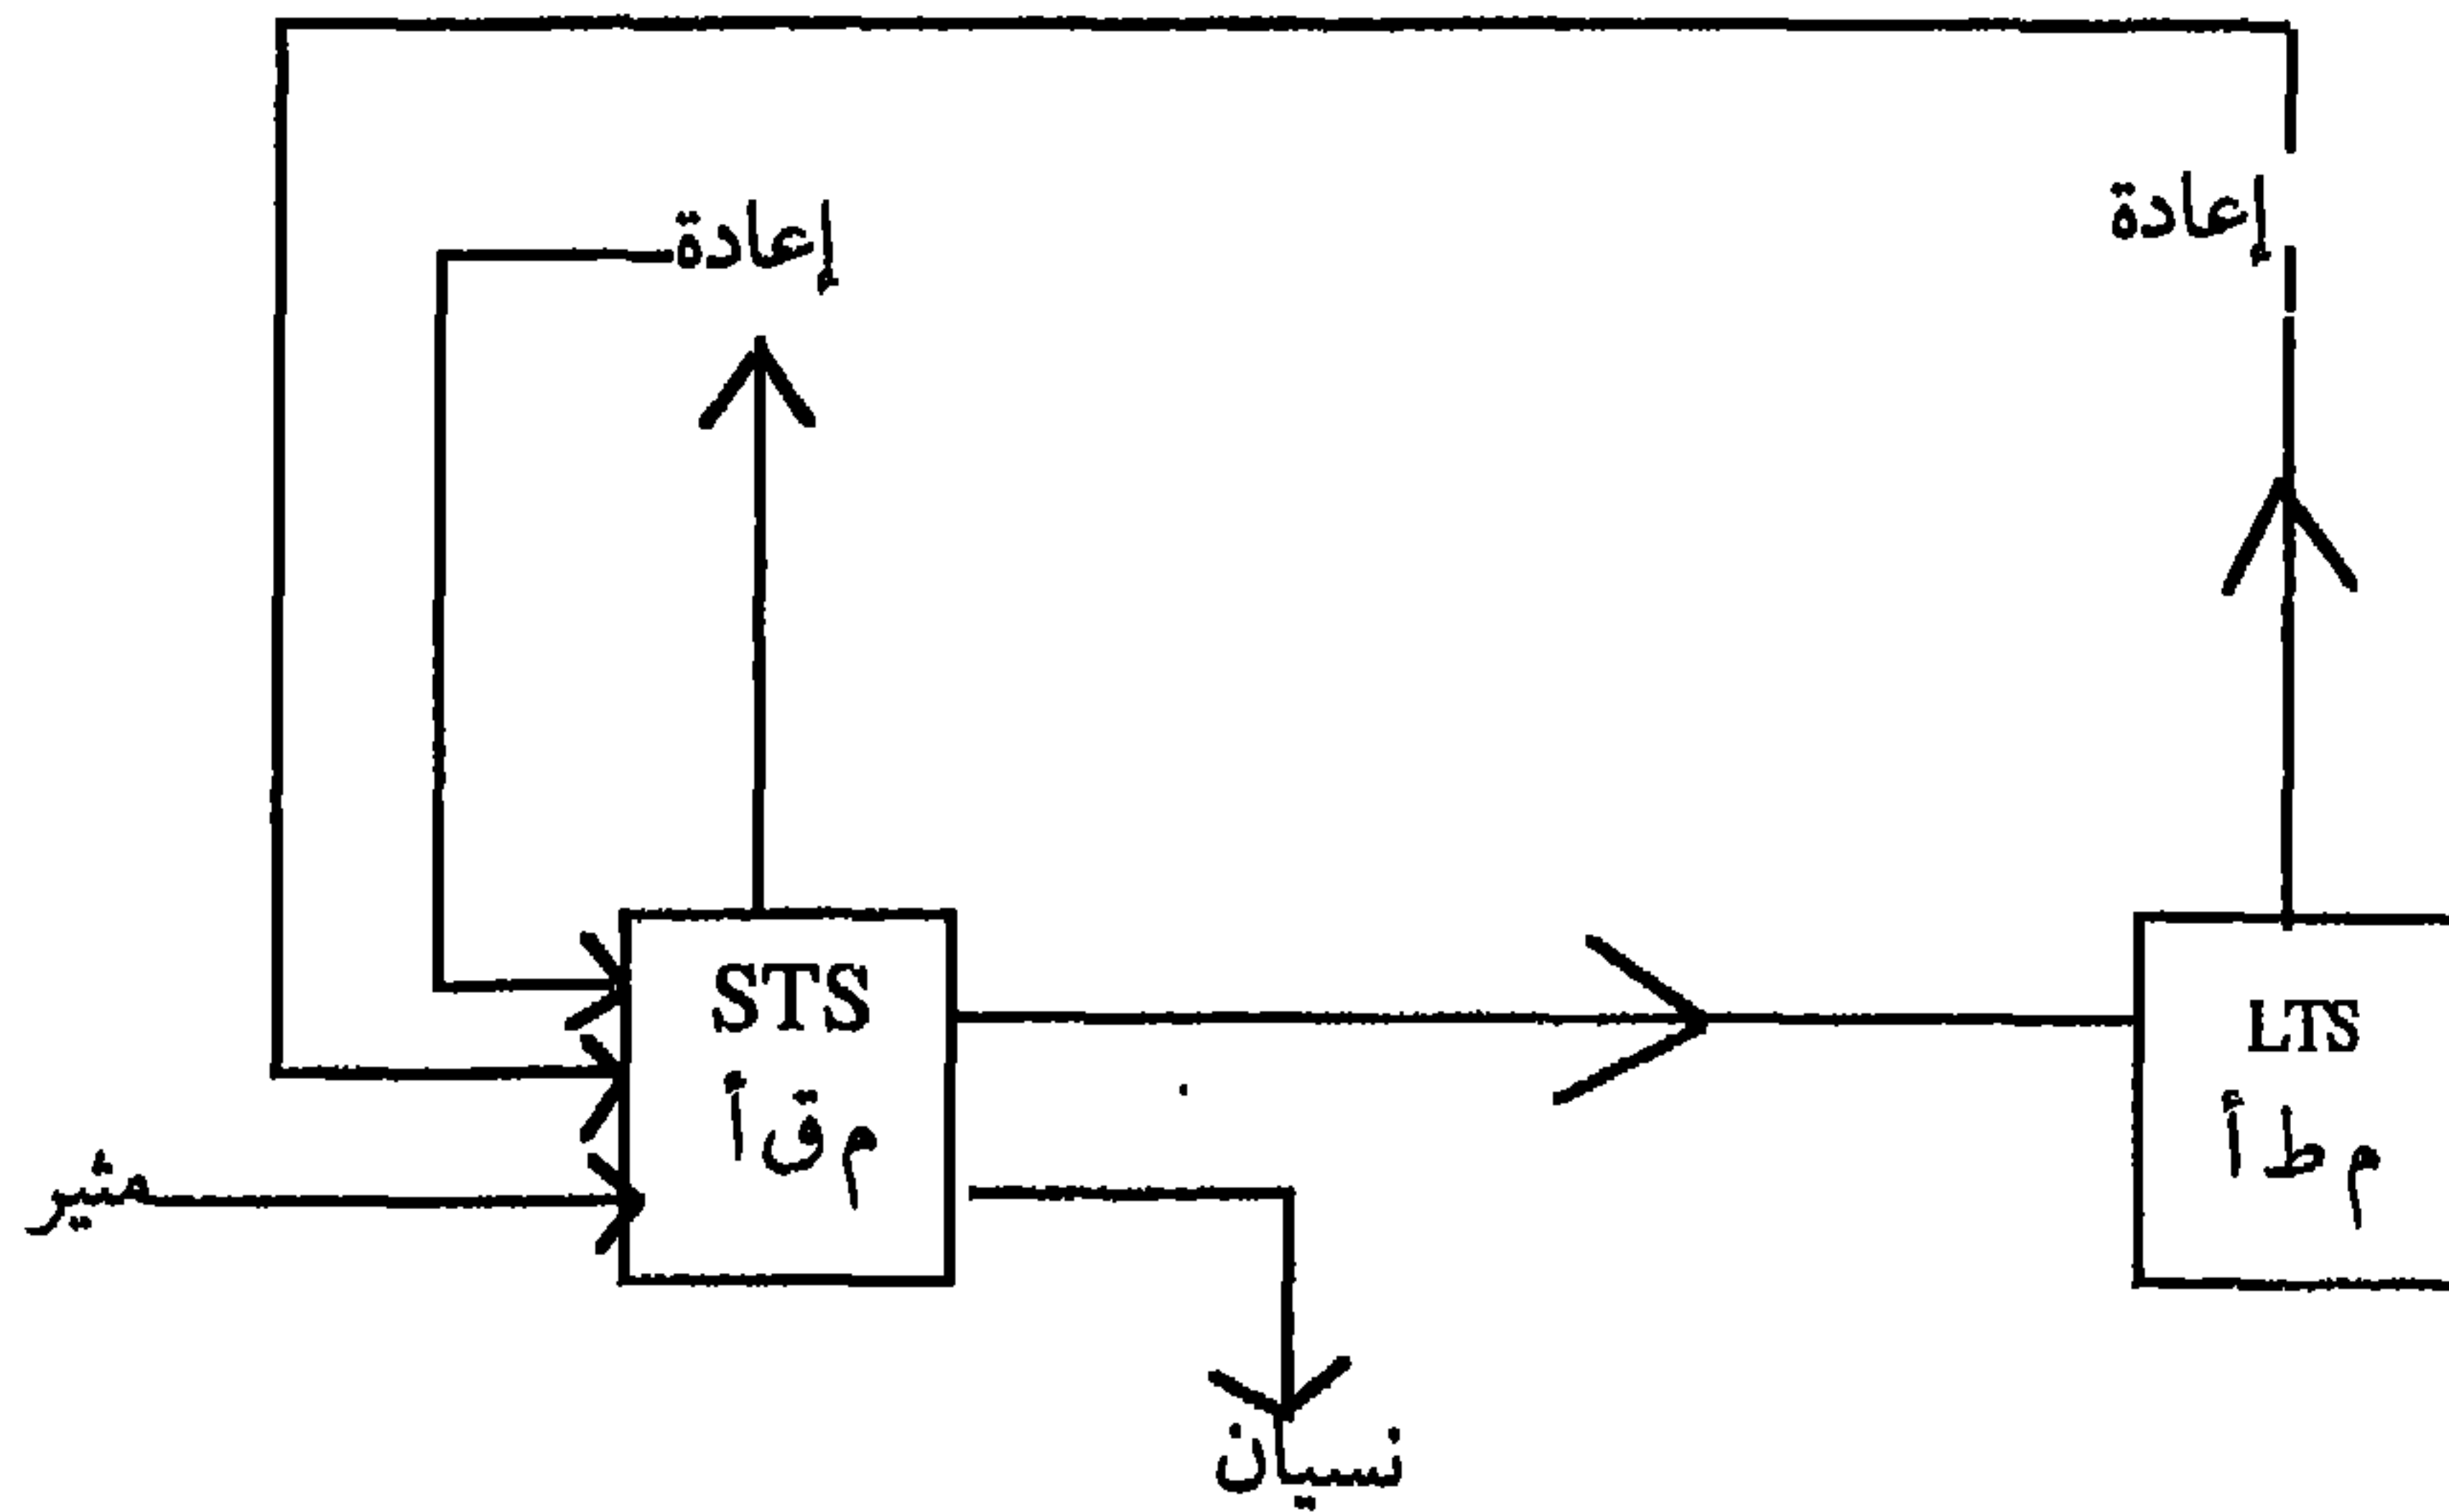 إعادة
إعادة
STS
م ق أ
LTS
م ط أ
مثير
نسيان